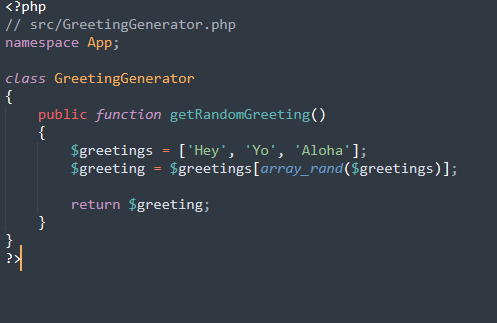 <?php
// src/GreetingGenerator.php
namespace App;
class GreetingGenerator
{
public function getRandomGreeting()
{
$greetings = ['Hey', 'Yo', 'Aloha'];
$greeting = $greetings[array_rand($greetings)];
return $greeting;
}
}
?>